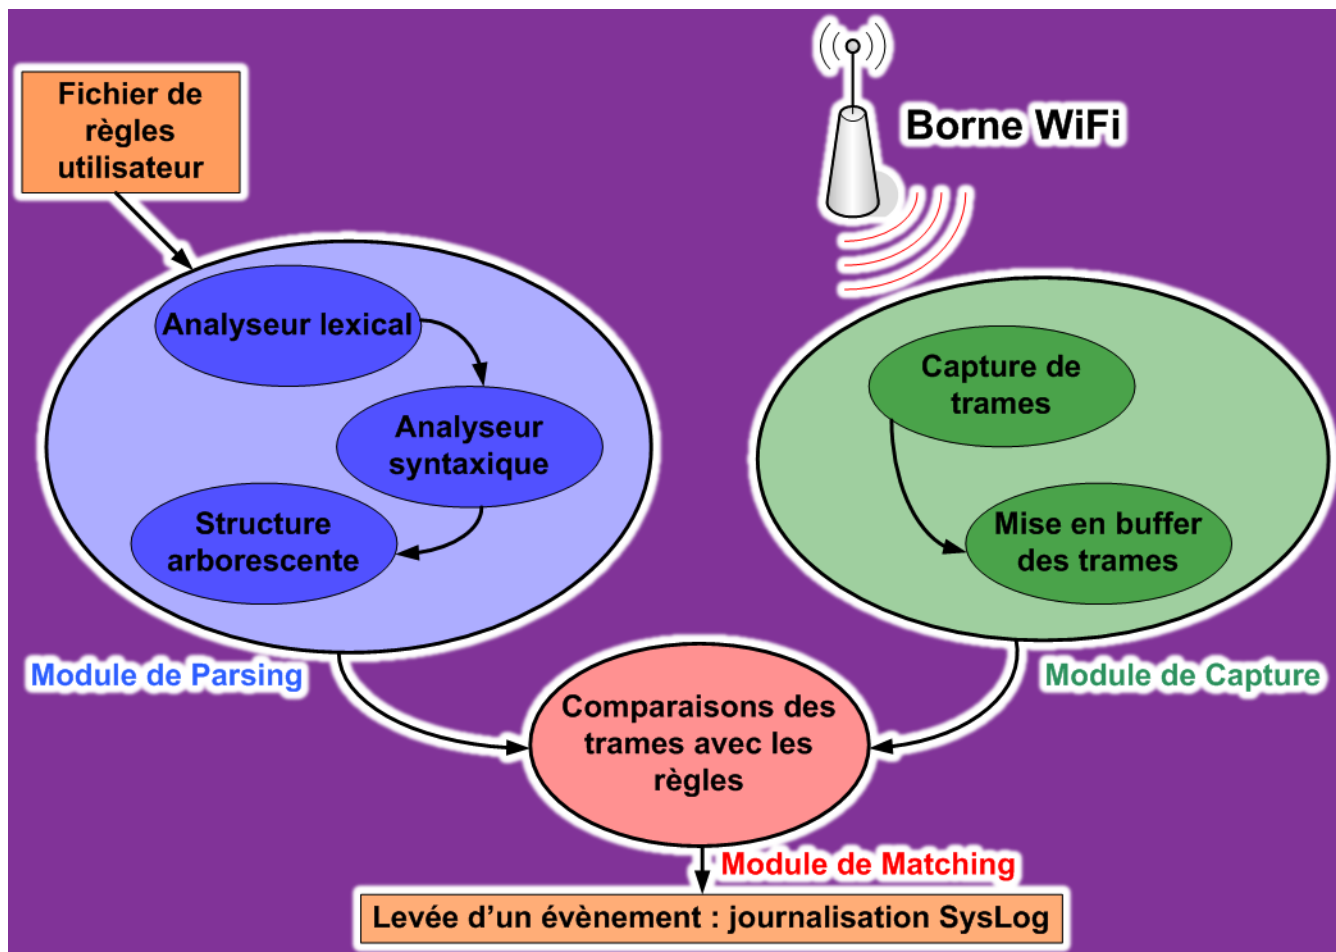 Fichier de
règles
utilisateur
Borne WiFi
Analyseur lexical
Analyseur
syntaxique
Structure
arborescente
Module de Parsing
Capture de
trames
Mise en buffer
des trames
Module de Capture
Comparaisons des
trames avec les
règles
Module de Matching
Levée d'un évènement : journalisation SysLog